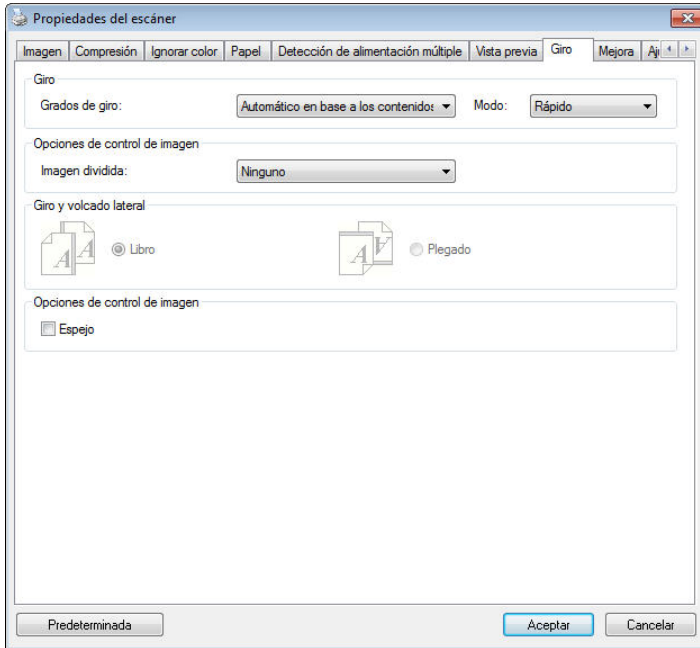 Propiedades del escáner
Imagen Compresión Ignorar color Papel Detección de alimentación múltiple Vista previa Giro Mejora Aj
Giro
Grados de giro: Automático en base a los contenidos Modo: Rápido
Opciones de control de imagen
Imagen dividida: Ninguno
Giro y volcado lateral
A A Libro A A Plegado
Opciones de control de imagen
Espejo
Predeterminada Aceptar Cancelar